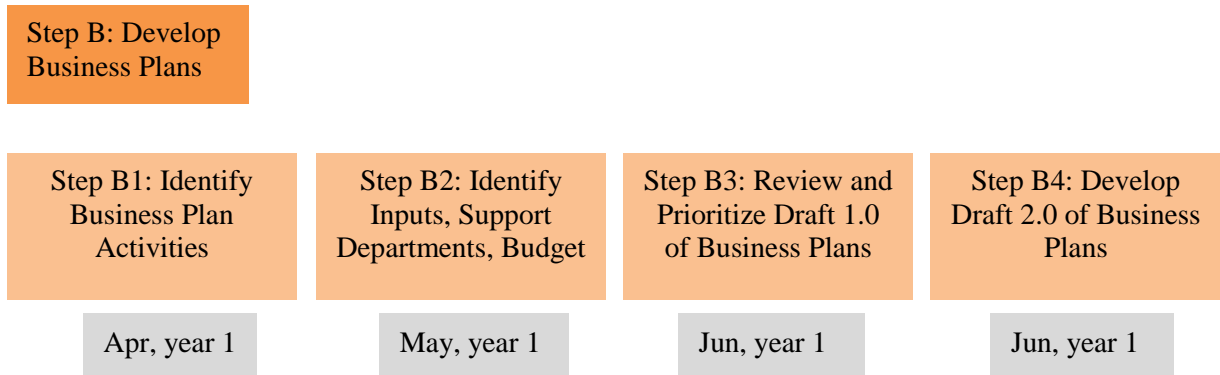 Step B: Develop
Business Plans
Step B1: Identify
Business Plan
Activities
Step B2: Identify
Inputs, Support
Departments, Budget
Step B3: Review and
Prioritize Draft 1.0
of Business Plans
Step B4: Develop
Draft 2.0 of Business
Plans
Apr, year 1
May, year 1
Jun, year 1
Jun, year 1